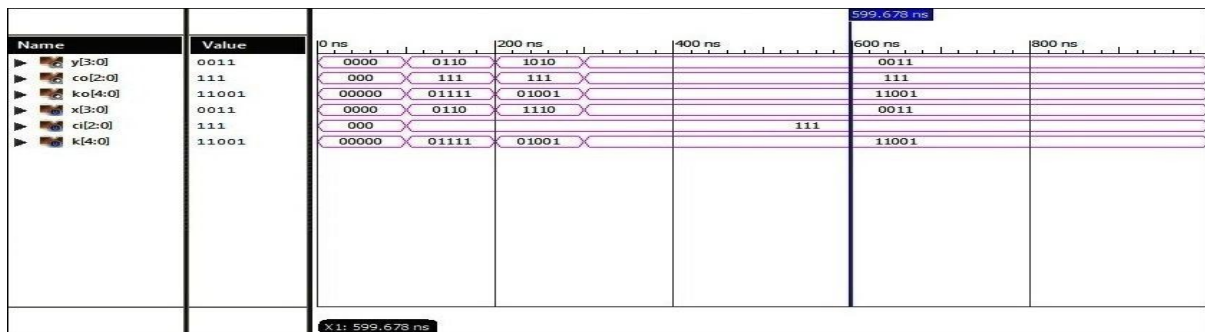 599.678 ns
Name Value 0 ns 200 ns 400 ns 600 ns 800 ns
y[3:0] 0011 0000 0110 1010 0011
co[2:0] 111 000 111 111 111
ko[4:0] 11001 00000 01111 01001 11001
x[3:0] 0011 0000 0110 1110 0011
ci[2:0] 111 000 111
k[4:0] 11001 00000 01111 01001 11001
X1: 599.678 ns